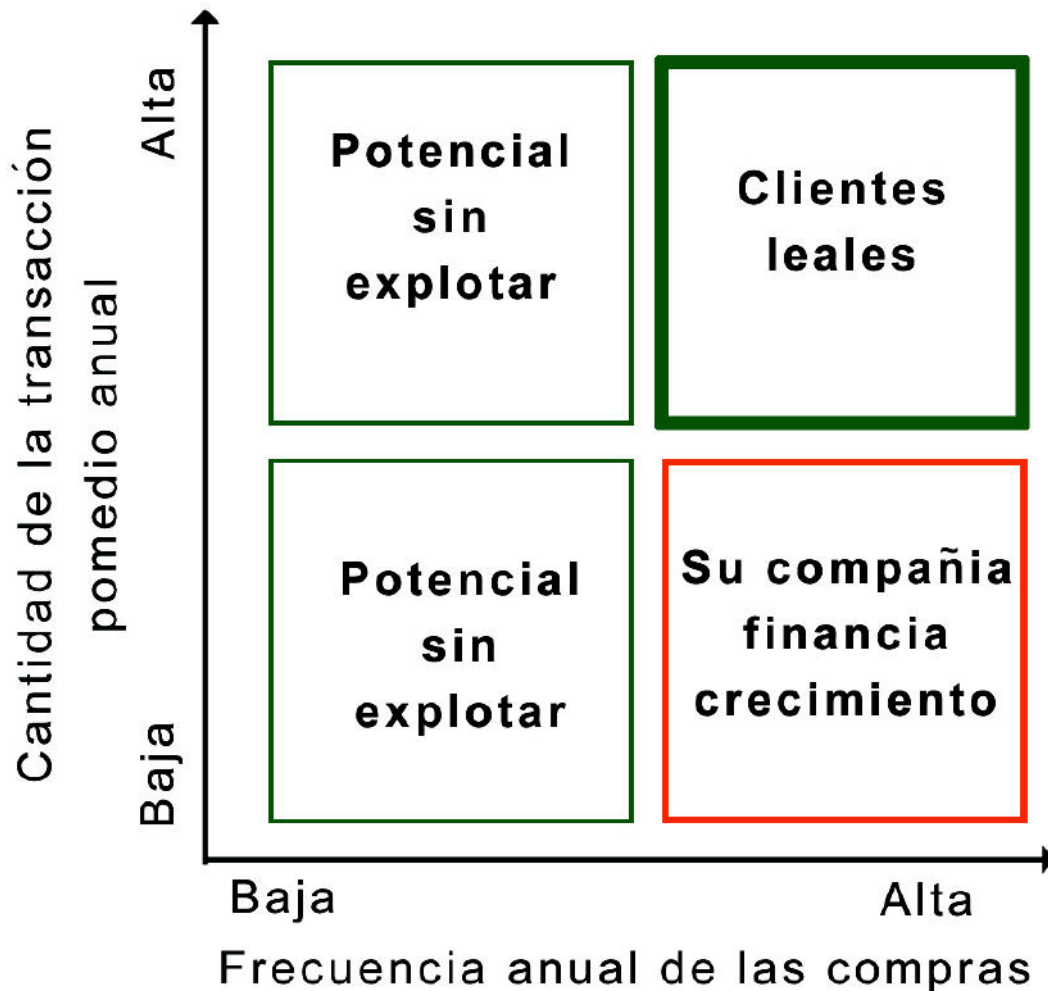 Cantidad de la transacción
pomedio anual
Alta
Baja
Potencial
sin
explotar
Clientes
leales
Potencial
sin
explotar
Su compañia
financia
crecimiento
Baja
Alta
Frecuencia anual de las compras